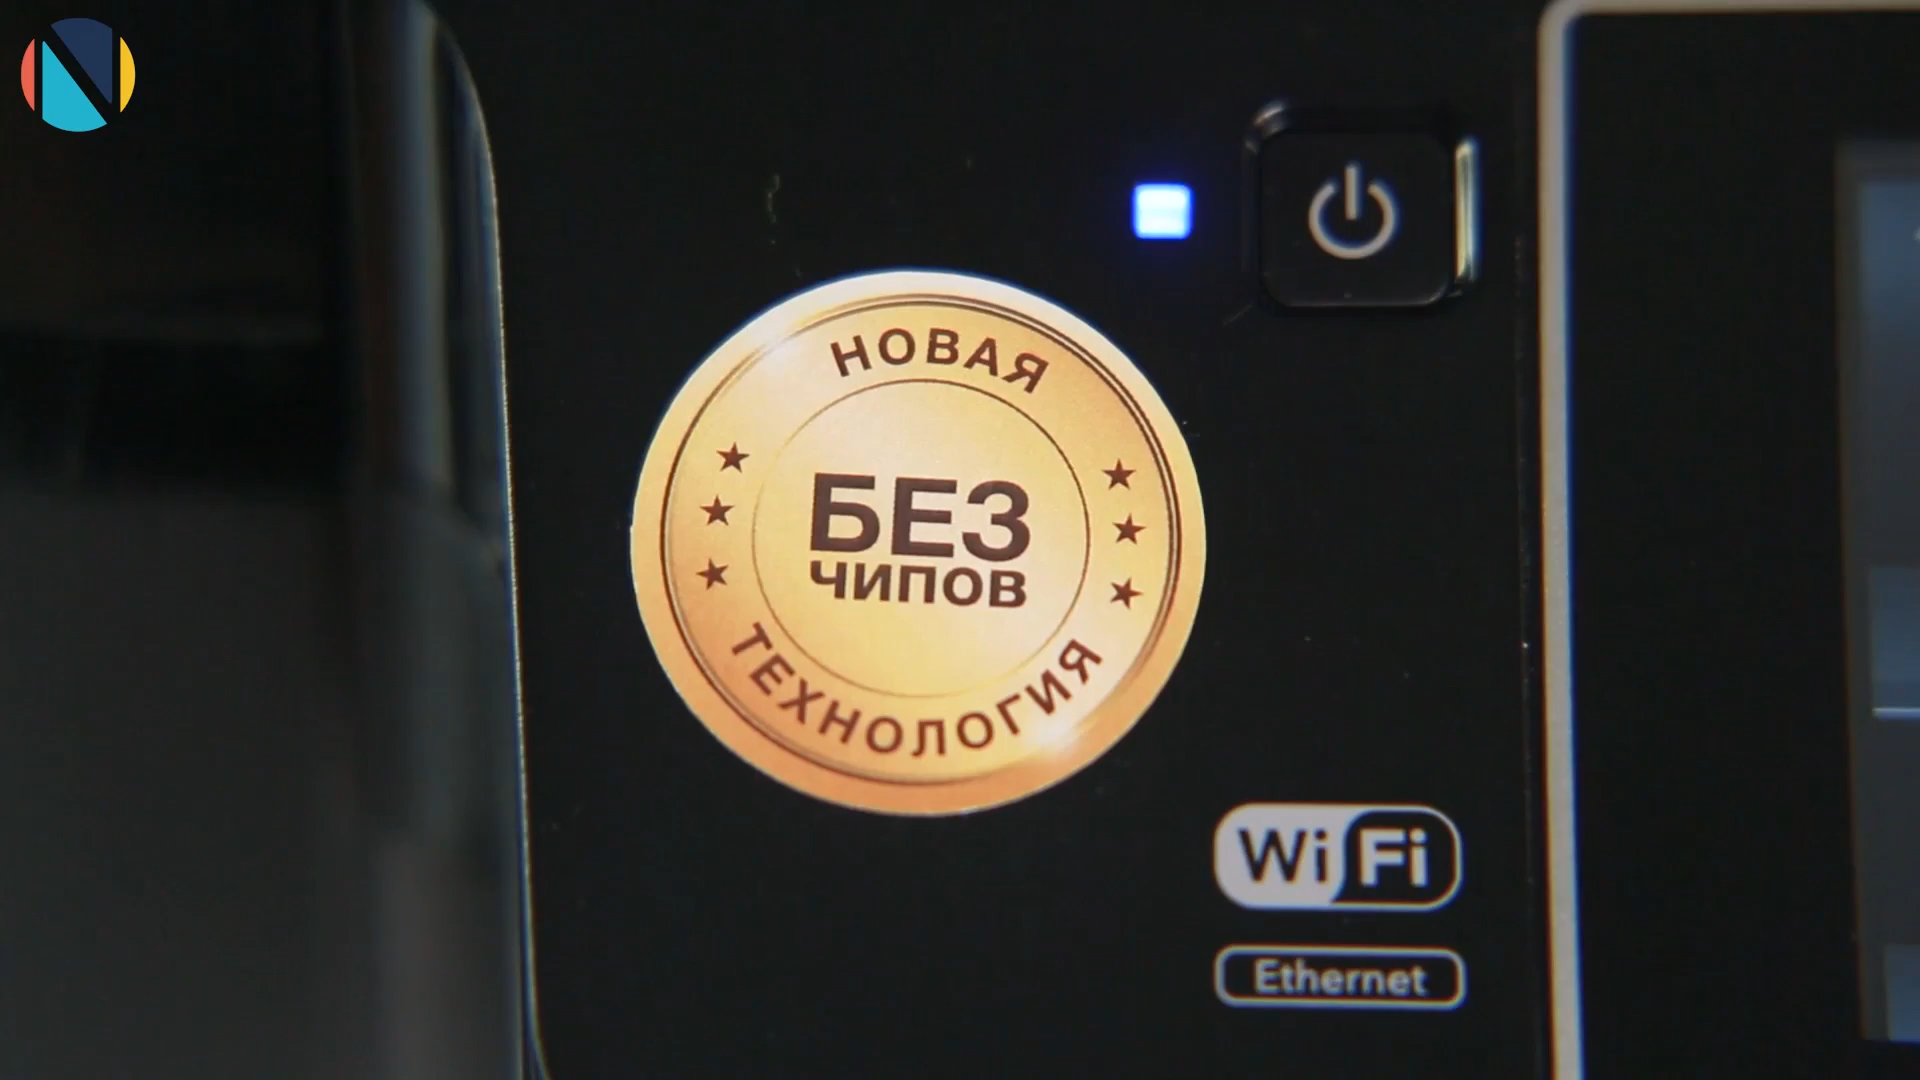 НОВАЯ
БЕЗ
ЧИПОВ
ТЕХНОЛОГИЯ
WiFi
Ethernet